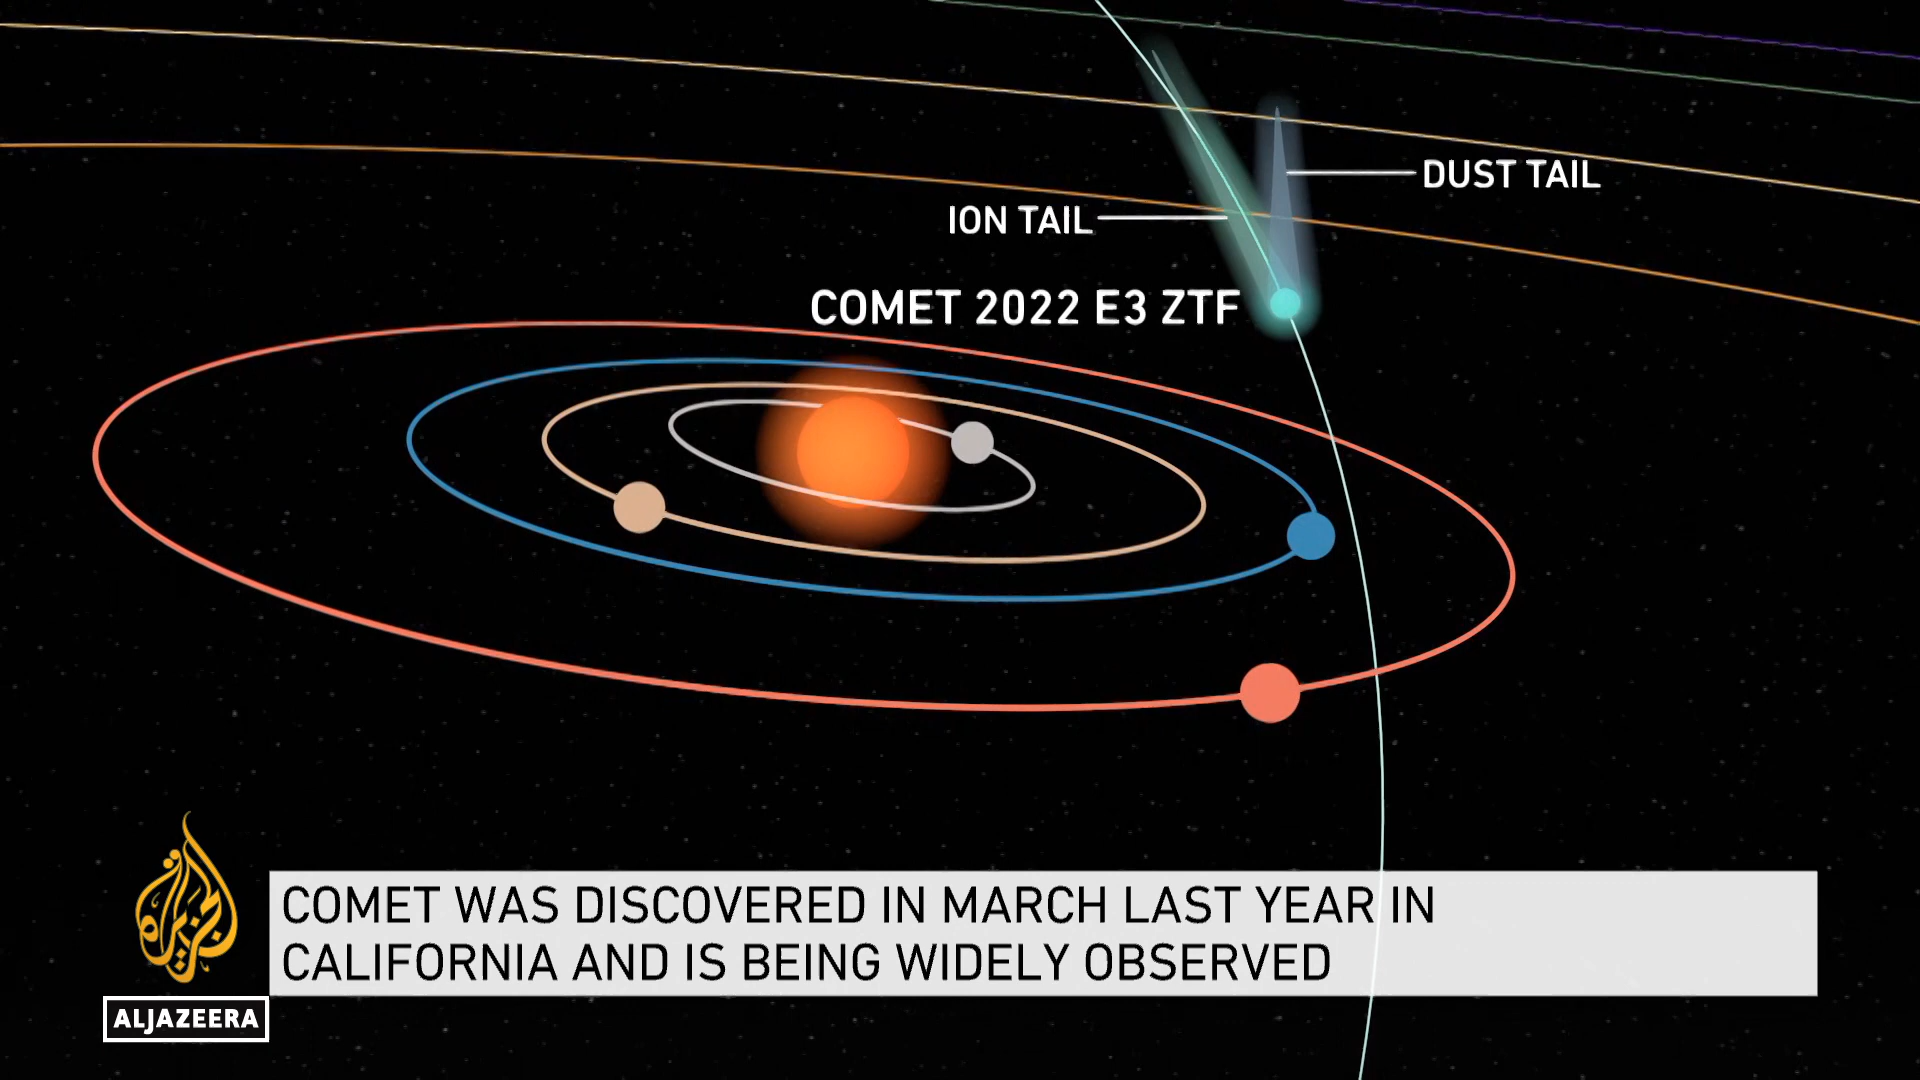 DUST TAIL
ION TAIL
COMET 2022 E3 ZTF
COMET WAS DISCOVERED IN MARCH LAST YEAR IN
CALIFORNIA AND IS BEING WIDELY OBSERVED
الجزيرة
ALJAZEERA